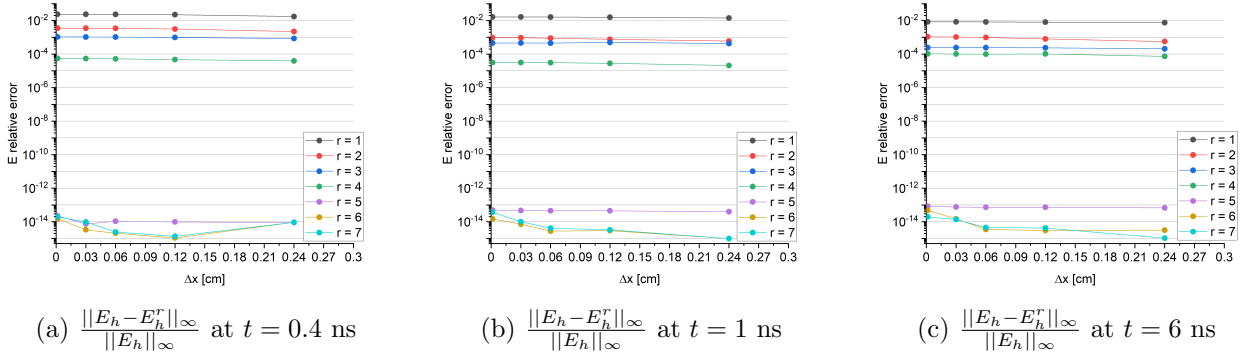 E relative error
10^{-2}
10^{-4}
10^{-6}
10^{-8}
10^{-10}
10^{-12}
10^{-14}
0 0.03 0.06 0.09 0.12 0.15 0.18 0.21 0.24 0.27 0.3
Δx [cm]
r = 1
r = 2
r = 3
r = 4
r = 5
r = 6
r = 7
(a) \frac{||E_h−E_h^r||_∞}{||E_h||_∞} at t = 0.4 ns
E relative error
10^{-2}
10^{-4}
10^{-6}
10^{-8}
10^{-10}
10^{-12}
10^{-14}
0 0.03 0.06 0.09 0.12 0.15 0.18 0.21 0.24 0.27 0.3
Δx [cm]
r = 1
r = 2
r = 3
r = 4
r = 5
r = 6
r = 7
(b) \frac{||E_h−E_h^r||_∞}{||E_h||_∞} at t = 1 ns
E relative error
10^{-2}
10^{-4}
10^{-6}
10^{-8}
10^{-10}
10^{-12}
10^{-14}
0 0.03 0.06 0.09 0.12 0.15 0.18 0.21 0.24 0.27 0.3
Δx [cm]
r = 1
r = 2
r = 3
r = 4
r = 5
r = 6
r = 7
(c) \frac{||E_h−E_h^r||_∞}{||E_h||_∞} at t = 6 ns